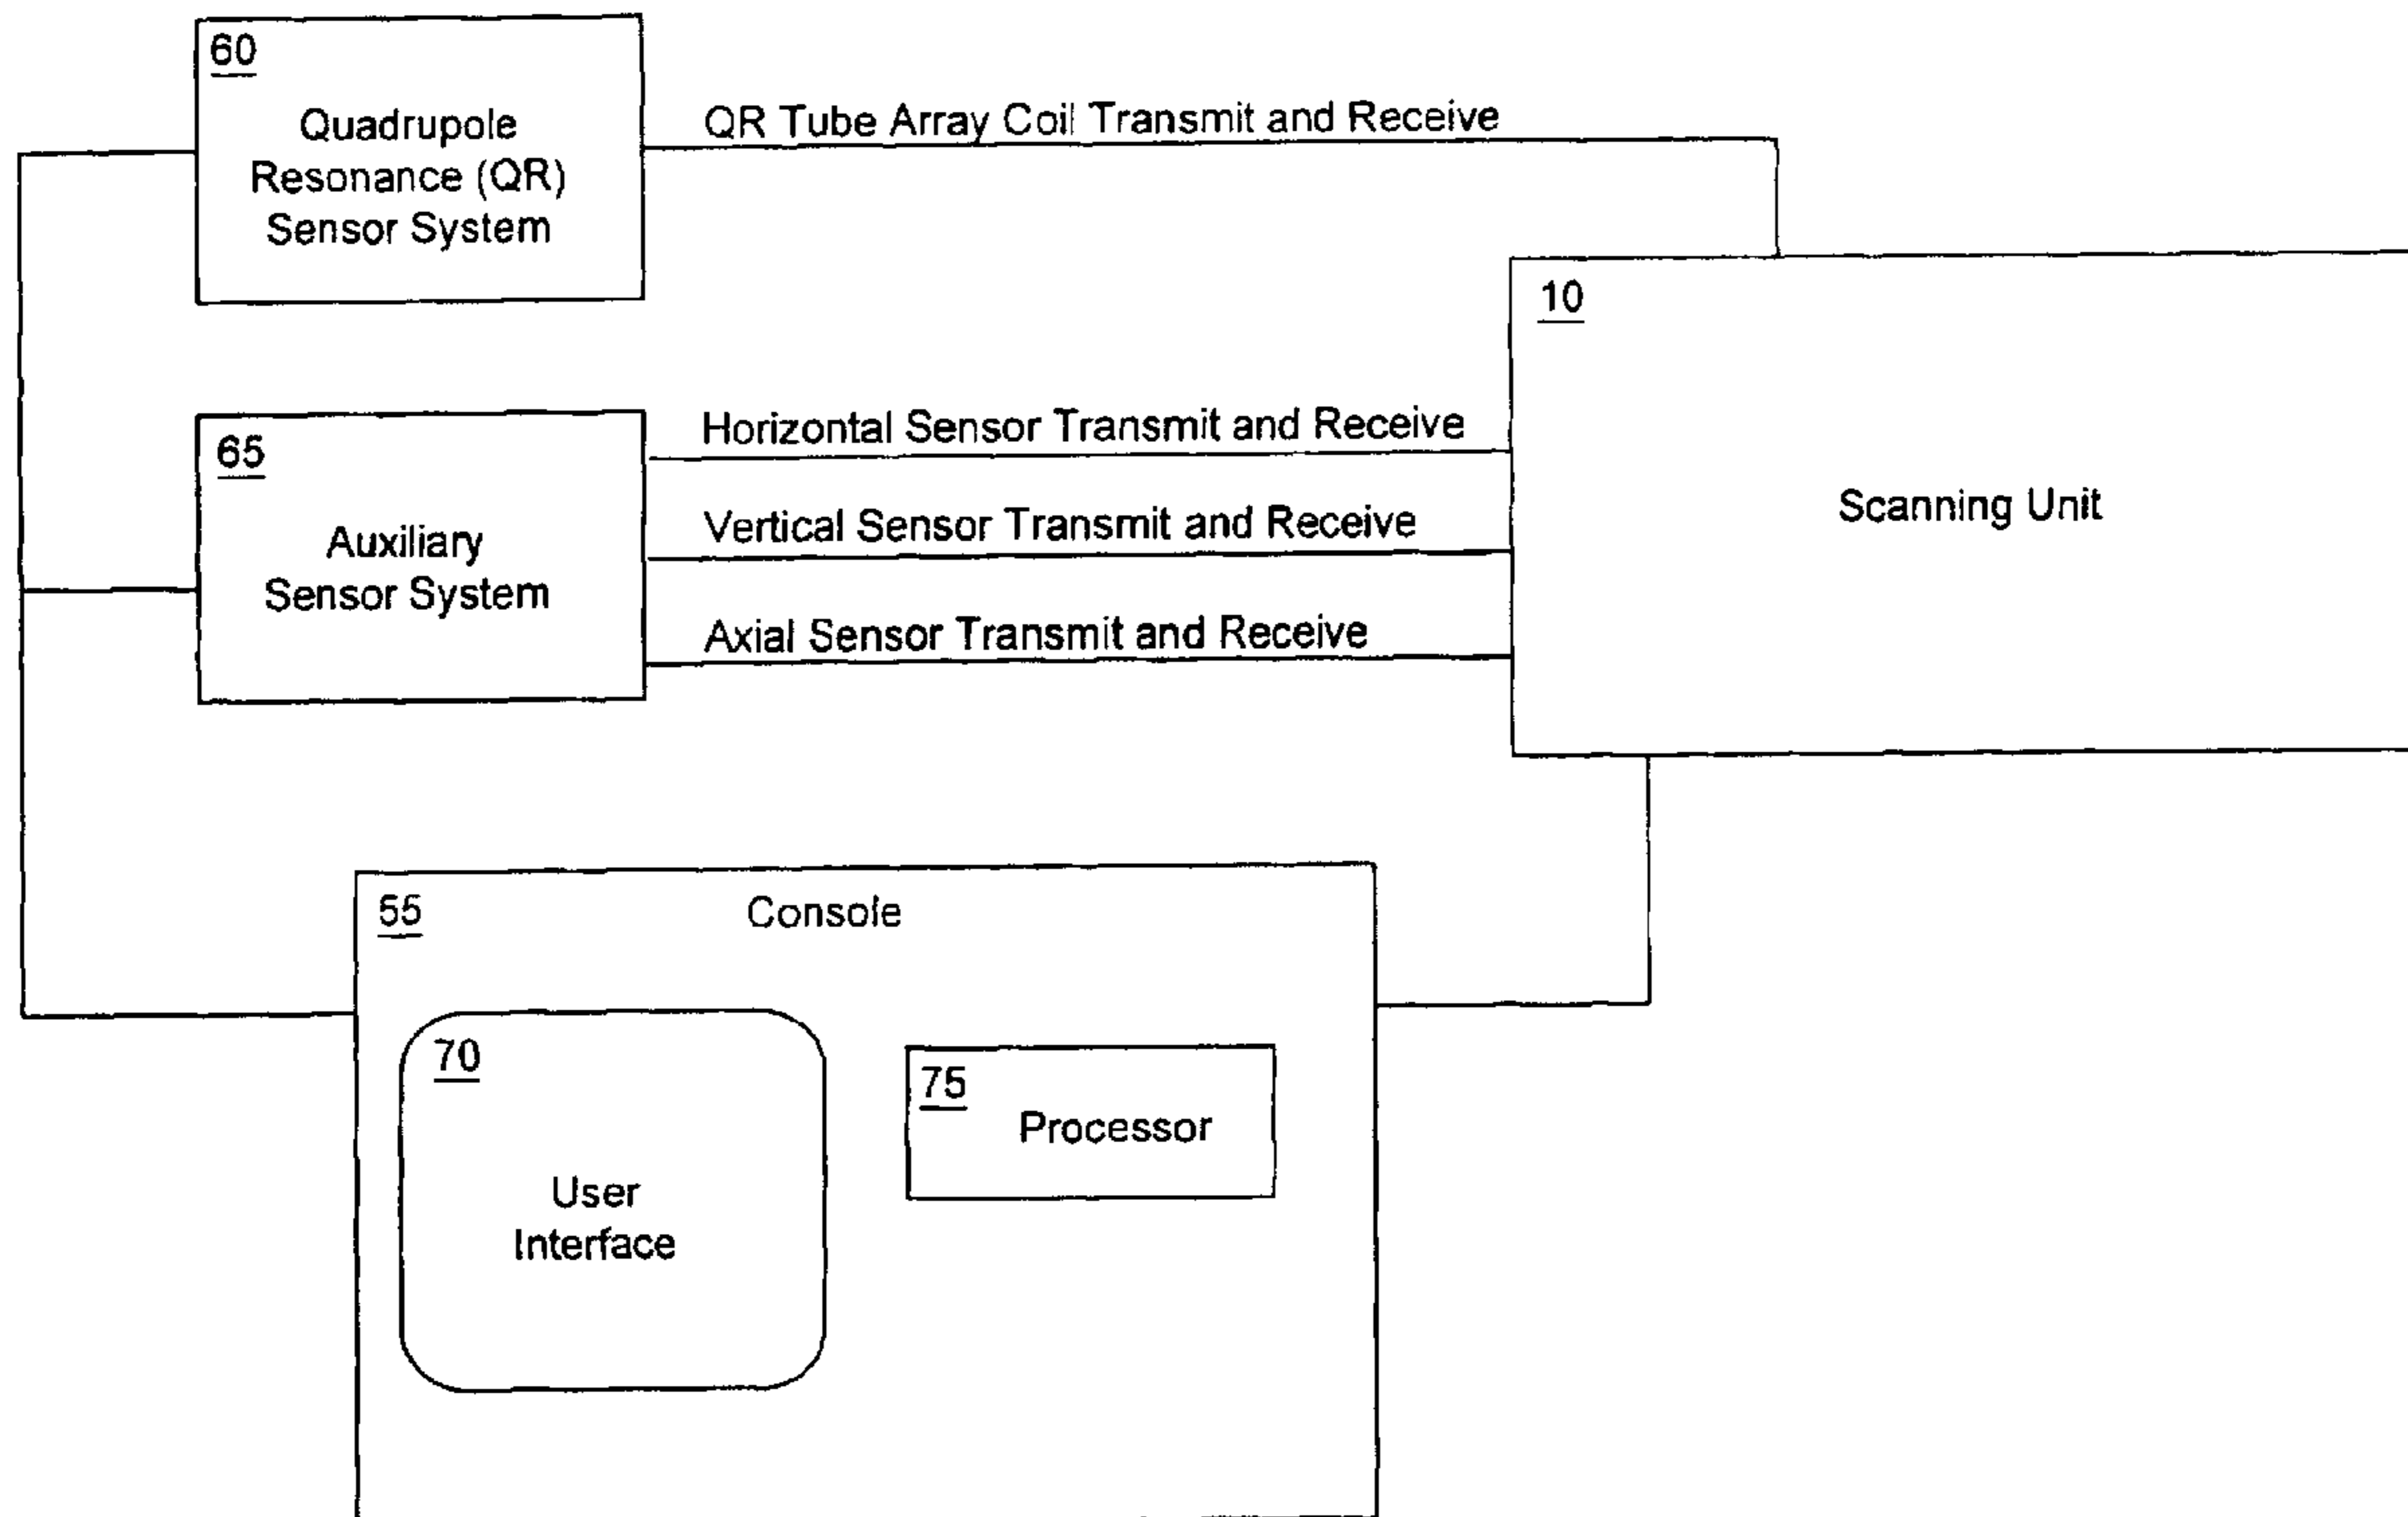 60
Quadrupole
Resonance (QR)
Sensor System
QR Tube Array Coil Transmit and Receive
10
Scanning Unit
65
Auxiliary
Sensor System
Horizontal Sensor Transmit and Receive
Vertical Sensor Transmit and Receive
Axial Sensor Transmit and Receive
55
Console
70
User
Interface
75
Processor